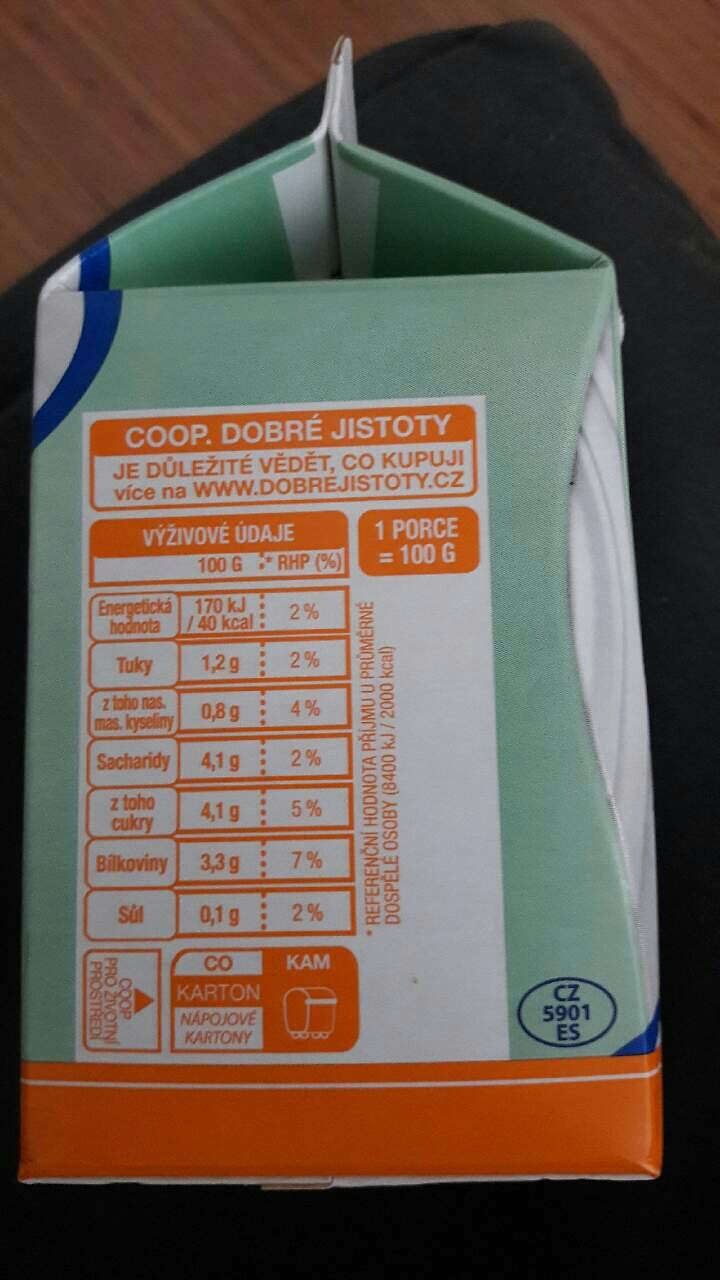 COOP. DOBRÉ JISTOTY
JE DŮLEŽITÉ VĚDĚT, CO KUPUJI
více na WWW.DOBREJISTOTY.CZ
VÝŽIVOVÉ ÚDAJE
100 G * RHP (%)
1 PORCE
= 100 G
Energetická hodnota 170 kJ / 40 kcal 2 %
Tuky 1,2 g 2 %
z toho nas. mas. kyseliny 0,8 g 4 %
Sacharidy 4,1 g 2 %
z toho cukry 4,1 g 5 %
Bílkoviny 3,3 g 7 %
Sůl 0,1 g 2 %
* REFERENČNÍ HODNOTA PŘÍJMU U PRŮMĚRNÉ
DOSPĚLÉ OSOBY (8400 kJ / 2000 kcal)
COOP
PRO ŽIVOTNÍ
PROSTŘEDÍ
CO KAM
KARTON
NÁPOJOVÉ
KARTONY
CZ
5901
ES